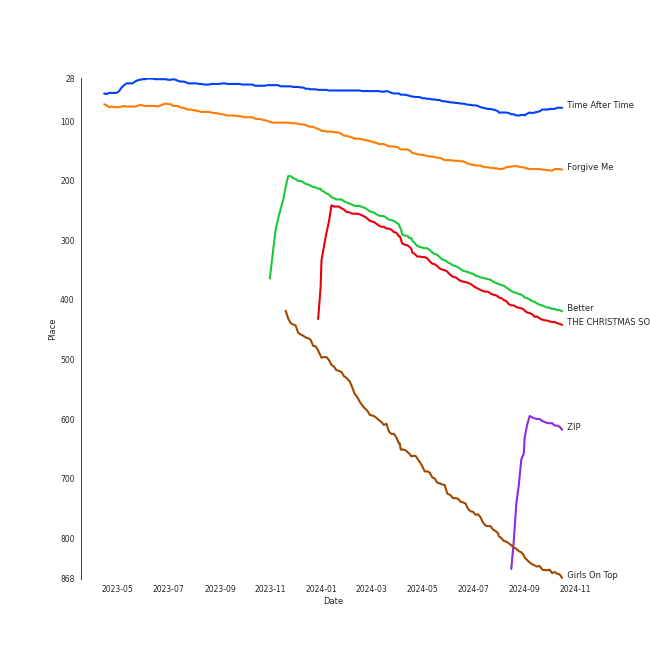 28
100
200
300
400
500
600
700
800
868
Place
2023-05
2023-07
2023-09
2023-11
2024-01
2024-03
2024-05
2024-07
2024-09
2024-11
Date
Time After Time
Forgive Me
Better
THE CHRISTMAS SO
ZIP
Girls On Top